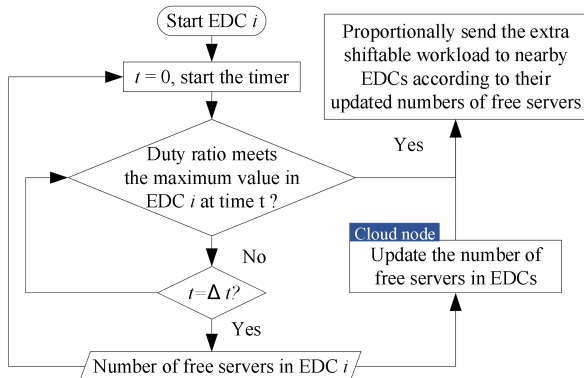 Start EDC i
t = 0, start the timer
Duty ratio meets
the maximum value in
EDC i at time t ?
No
t=Δ t?
Yes
Number of free servers in EDC i
Proportionally send the extra
shiftable workload to nearby
EDCs according to their
updated numbers of free servers
Yes
Cloud node
Update the number of
free servers in EDCs